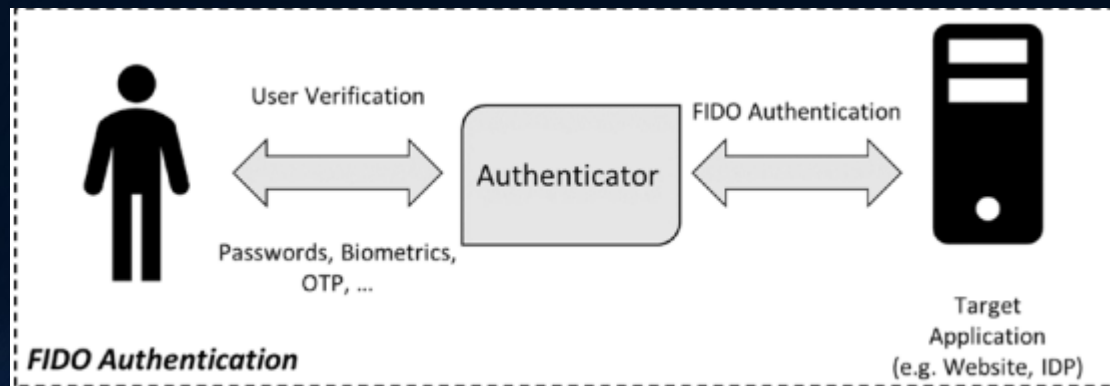 User Verification
Passwords, Biometrics,
OTP, ...
Authenticator
FIDO Authentication
Target
Application
(e.g. Website, IDP)
FIDO Authentication